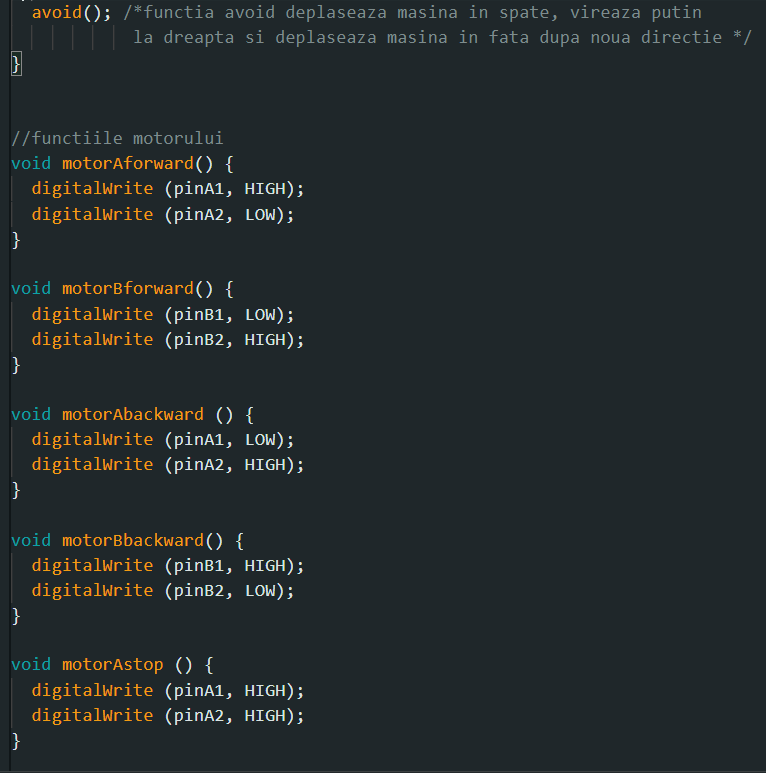 avoid(); /*functia avoid deplaseaza masina in spate, vireaza putin
la dreapta si deplaseaza masina in fata dupa noua directie */
}
//functiile motorului
void motorAforward() {
digitalWrite (pinA1, HIGH);
digitalWrite (pinA2, LOW);
}
void motorBforward() {
digitalWrite (pinB1, LOW);
digitalWrite (pinB2, HIGH);
}
void motorAbackward () {
digitalWrite (pinA1, LOW);
digitalWrite (pinA2, HIGH);
}
void motorBbackward() {
digitalWrite (pinB1, HIGH);
digitalWrite (pinB2, LOW);
}
void motorAstop () {
digitalWrite (pinA1, HIGH);
digitalWrite (pinA2, HIGH);
}